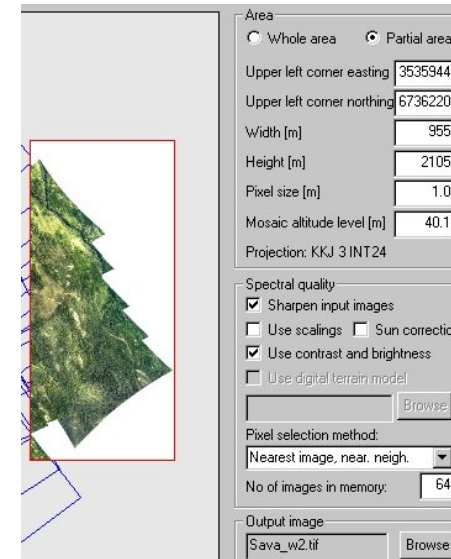 Area
Whole area Partial area
Upper left corner easting 3535944
Upper left corner northing 6736220
Width [m] 955
Height [m] 2105
Pixel size [m] 1.0
Mosaic altitude level [m] 40.1
Projection: KKJ 3 INT24
Spectral quality
Sharpen input images
Use scalings Sun correctio
Use contrast and brightness
Use digital terrain model
Browse
Pixel selection method:
Nearest image, near. neigh.
No of images in memory: 64
Output image
Sava_w2.tif Browse